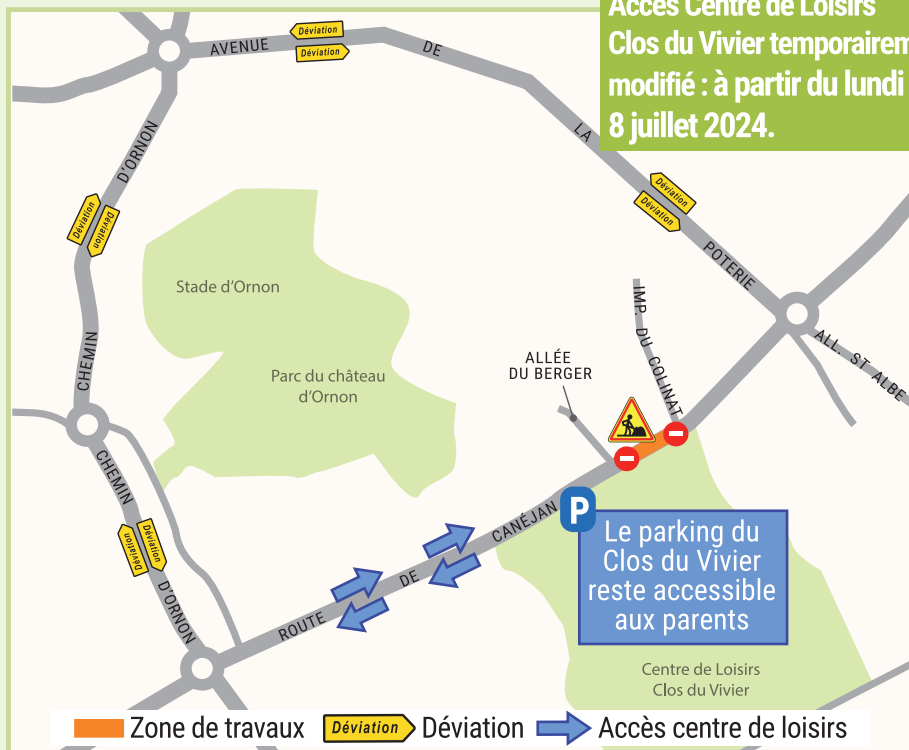 Accès Centre de Loisirs
Clos du Vivier temporairem
modifié : à partir du lundi
8 juillet 2024.
Déviation
Déviation
AVENUE DE LA POTERIE
Déviation
Déviation
CHEMIN D'ORNON
Déviation
Déviation
Stade d'Ornon
Parc du château
d'Ornon
ALLÉE
DU BERGER
IMP. DU COLINAT
ALL. ST ALBE
CHEMIN D'ORNON
Déviation
Déviation
ROUTE DE CANÉJAN
P
Le parking du
Clos du Vivier
reste accessible
aux parents
Centre de Loisirs
Clos du Vivier
Zone de travaux
Déviation
Déviation
Accès centre de loisirs